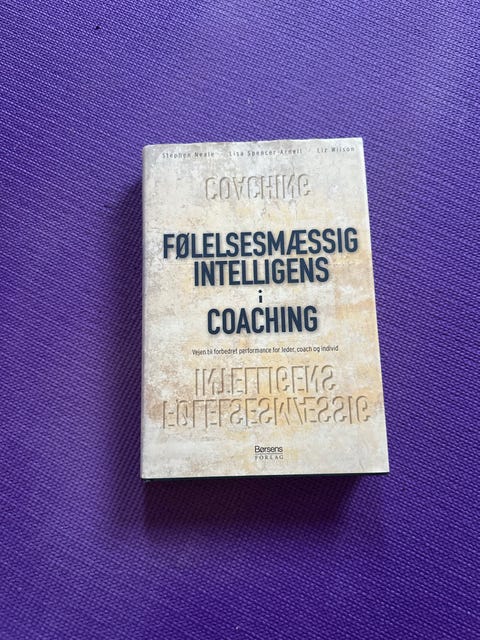 Stephen Neale / Lisa Spencer-Arnell / Liz Wilson
COACHING
FØLELSESMÆSSIG
INTELLIGENS
i
COACHING
Vejen til forbedret performance for leder, coach og individ
INTELLIGENS
FØLELSESMÆSSIG
Børsens
FORLAG